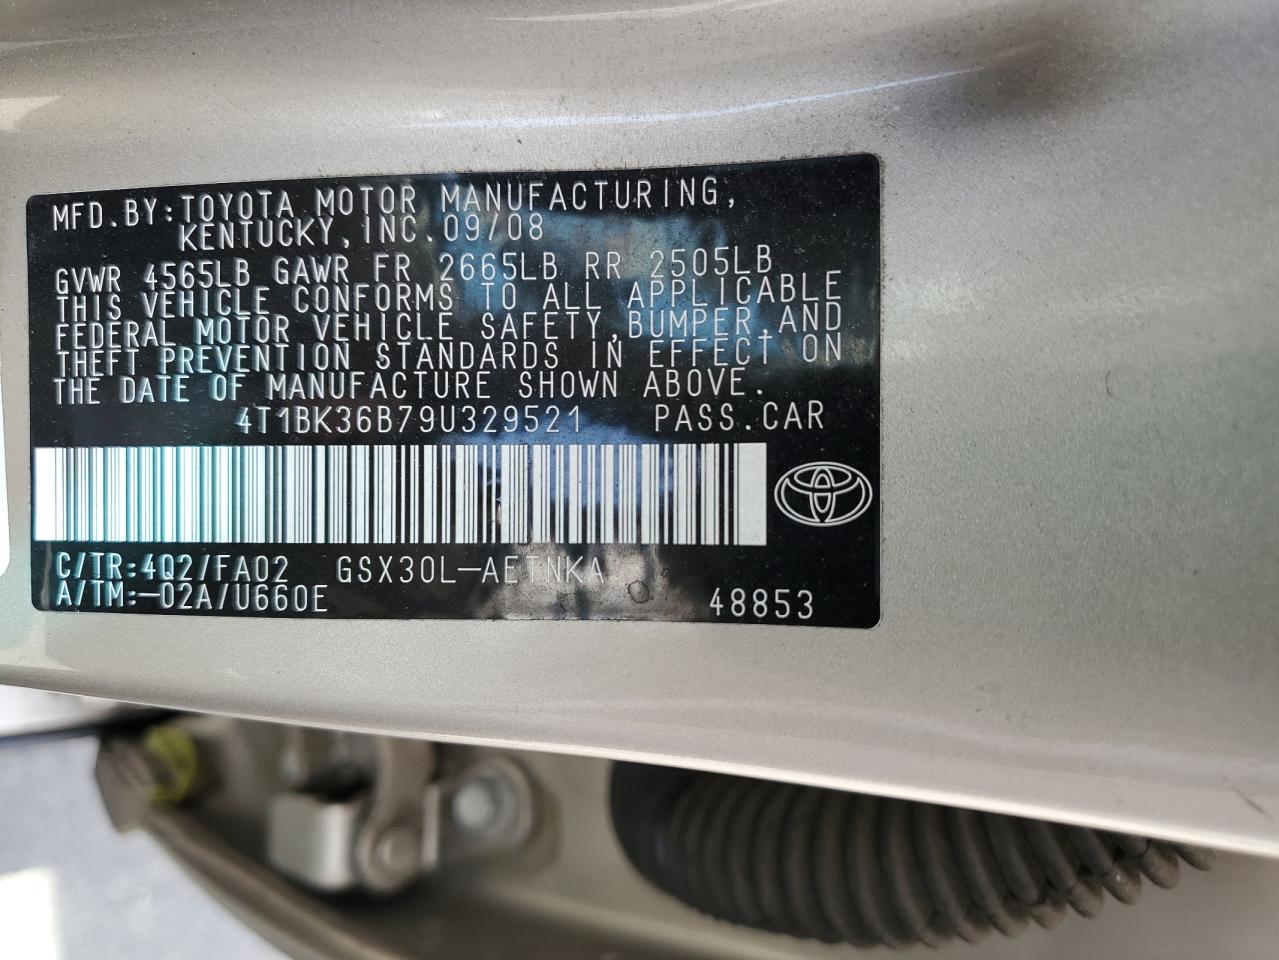 MFD.BY:TOYOTA MOTOR MANUFACTURING,
KENTUCKY,INC.09/08
GVWR 4565LB GAWR FR 2665LB RR 2505LB
THIS VEHICLE CONFORMS TO ALL APPLICABLE
FEDERAL MOTOR VEHICLE SAFETY,BUMPER,AND
THEFT PREVENTION STANDARDS IN EFFECT ON
THE DATE OF MANUFACTURE SHOWN ABOVE.
4T1BK36B79U329521 PASS.CAR
C/TR:4Q2/FA02 GSX30L-AETNKA
A/TM:-02A/U660E 48853